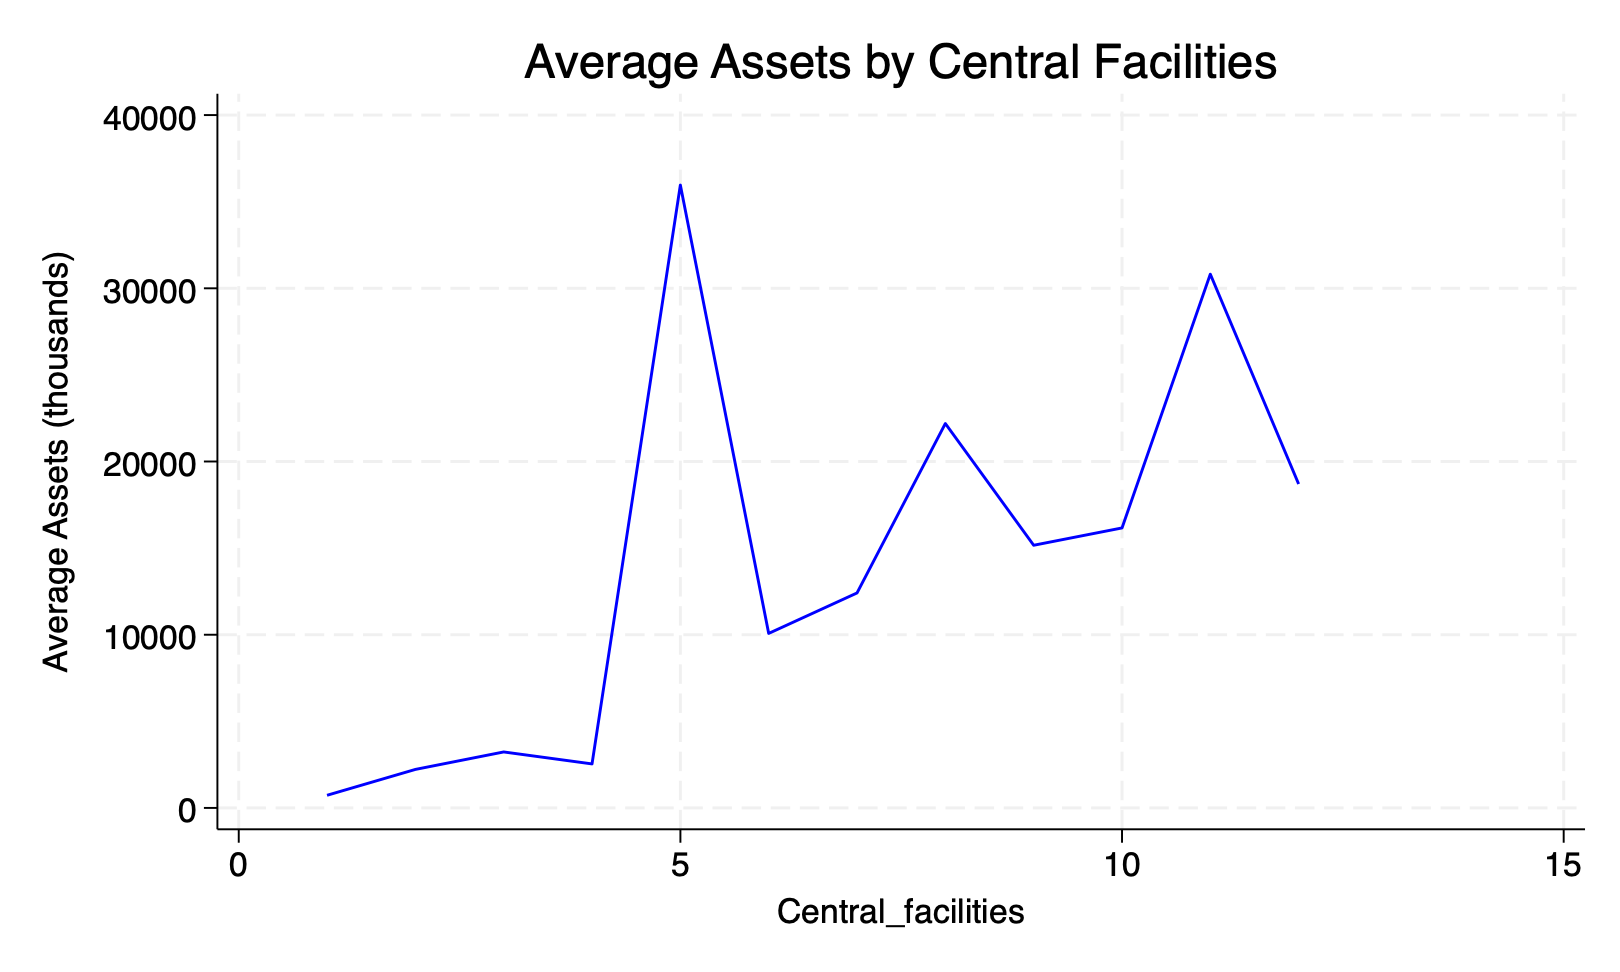 Average Assets by Central Facilities
40000
30000
20000
10000
0
Average Assets (thousands)
0 5 10 15
Central_facilities